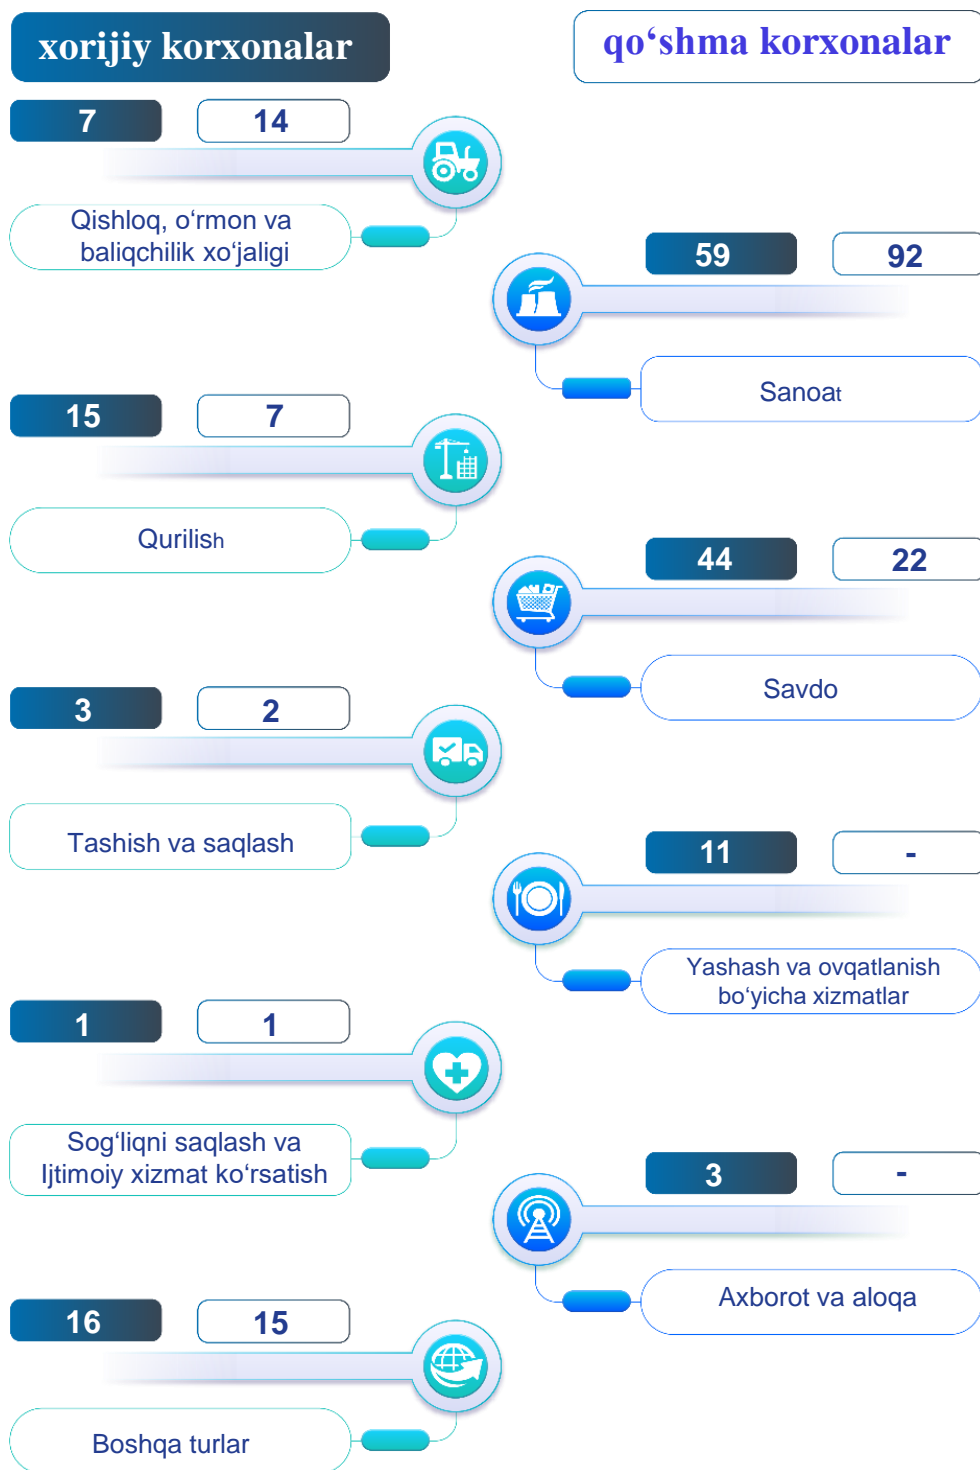 xorijiy korxonalar
qo‘shma korxonalar
7 14
Qishloq, o‘rmon va
baliqchilik xo‘jaligi
59 92
Sanoat
15 7
Qurilish
44 22
Savdo
3 2
Tashish va saqlash
11 -
Yashash va ovqatlanish
bo‘yicha xizmatlar
1 1
Sog‘liqni saqlash va
Ijtimoiy xizmat ko‘rsatish
3 -
Axborot va aloqa
16 15
Boshqa turlar